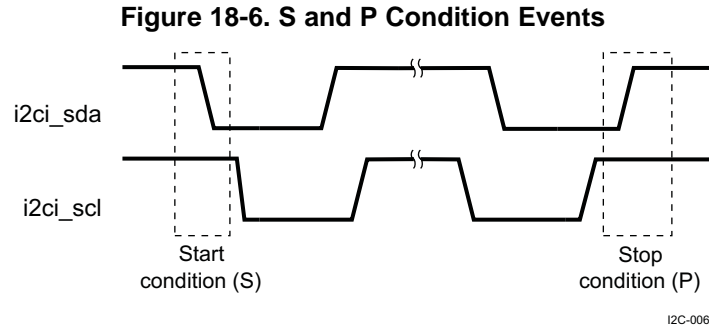 Figure 18-6. S and P Condition Events
i2ci_sda
i2ci_scl
Start
condition (S)
Stop
condition (P)
I2C-006